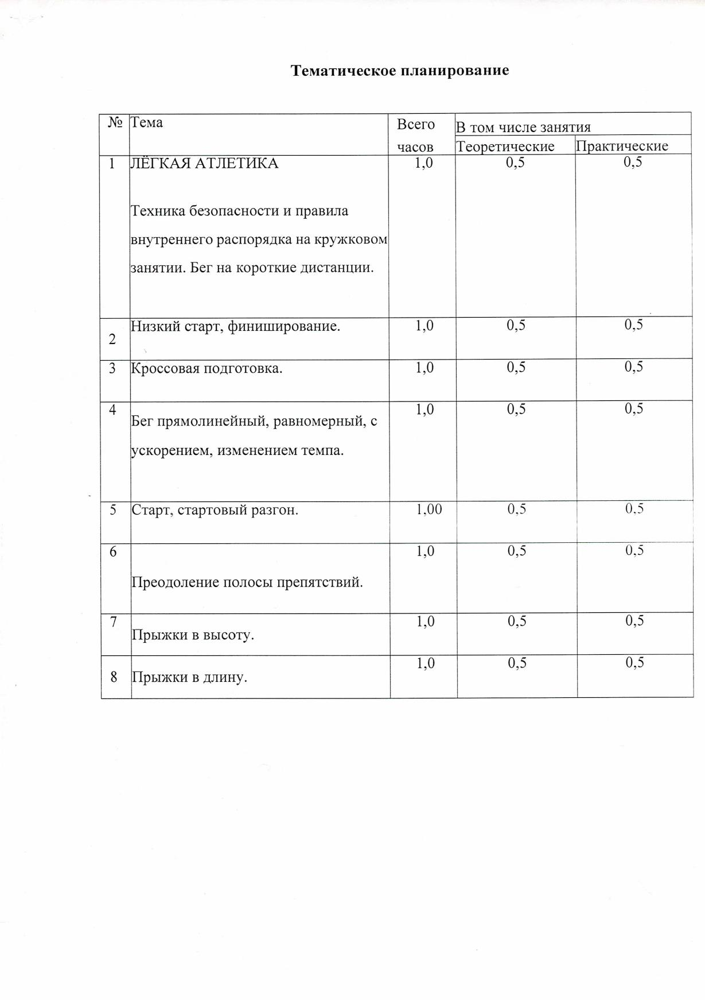 Тематическое планирование
№ Тема Всего часов В том числе занятия
Теоретические Практические
1 ЛЁГКАЯ АТЛЕТИКА 1,0 0,5 0,5
Техника безопасности и правила
внутреннего распорядка на кружковом
занятии. Бег на короткие дистанции.
2 Низкий старт, финиширование. 1,0 0,5 0,5
3 Кроссовая подготовка. 1,0 0,5 0,5
4 Бег прямолинейный, равномерный, с 1,0 0,5 0,5
ускорением, изменением темпа.
5 Старт, стартовый разгон. 1,00 0,5 0,5
6 Преодоление полосы препятствий. 1,0 0,5 0,5
7 Прыжки в высоту. 1,0 0,5 0,5
8 Прыжки в длину. 1,0 0,5 0,5